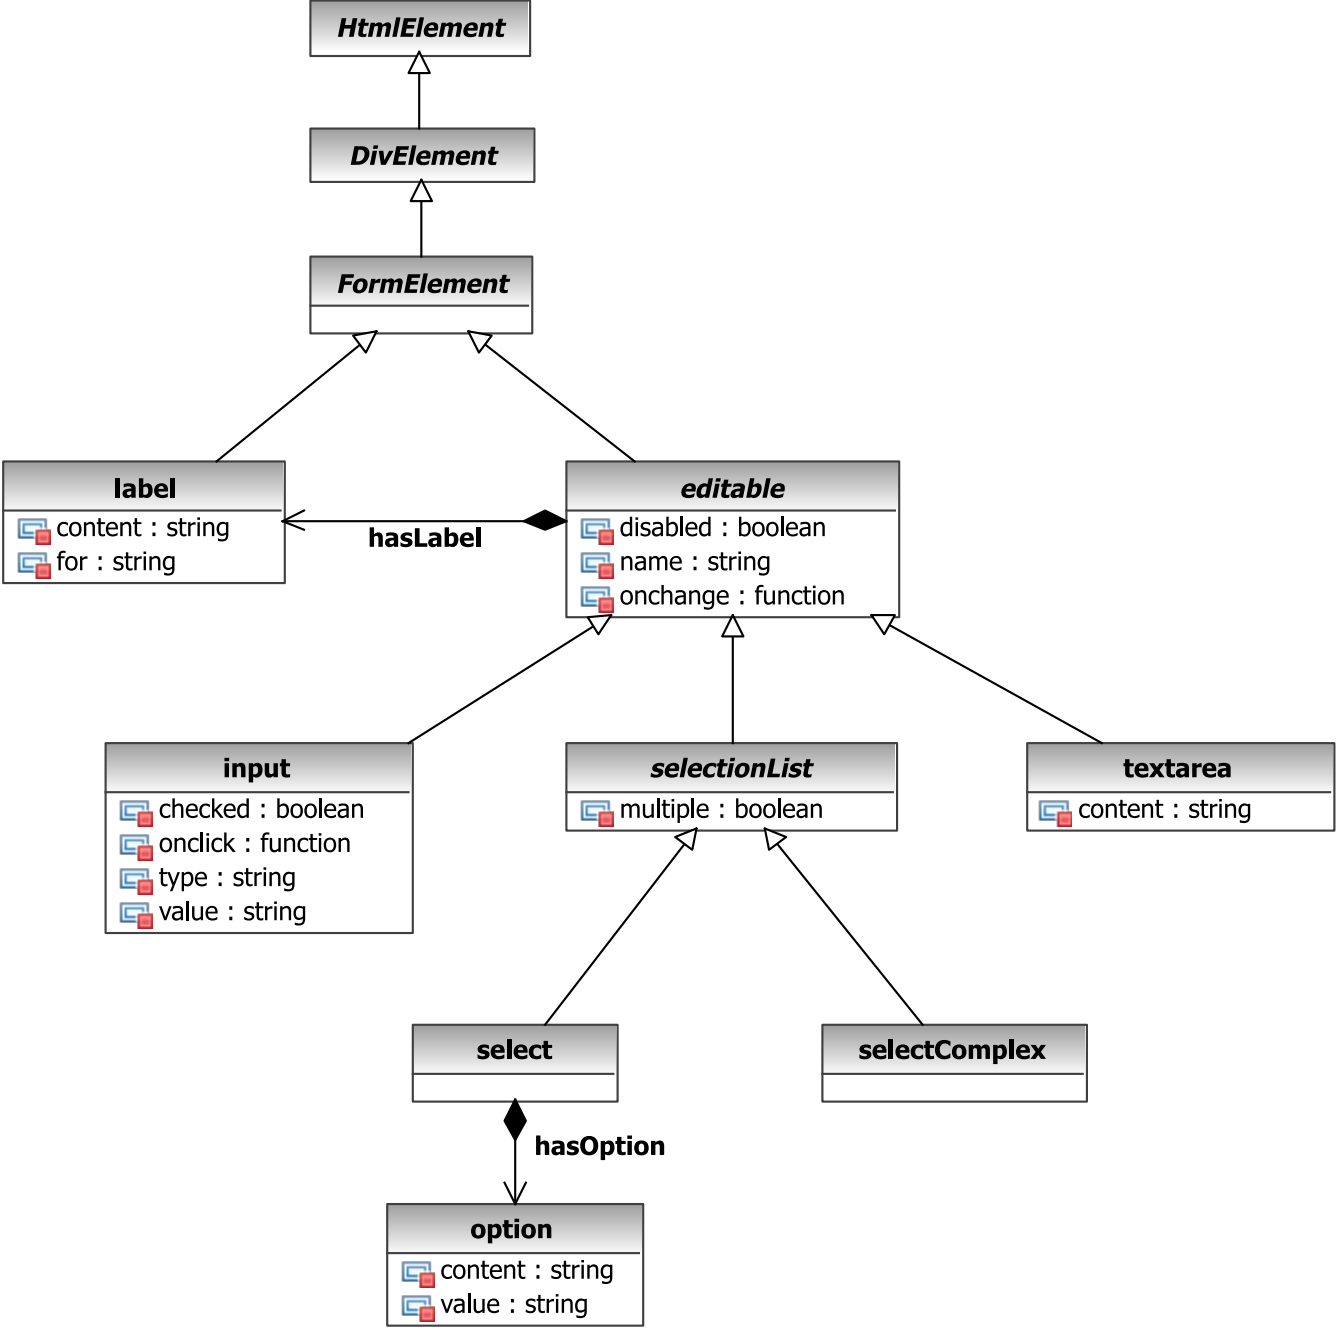 HtmlElement
DivElement
FormElement
label
content : string
for : string
hasLabel
editable
disabled : boolean
name : string
onchange : function
input
checked : boolean
onclick : function
type : string
value : string
selectionList
multiple : boolean
textarea
content : string
select
selectComplex
hasOption
option
content : string
value : string